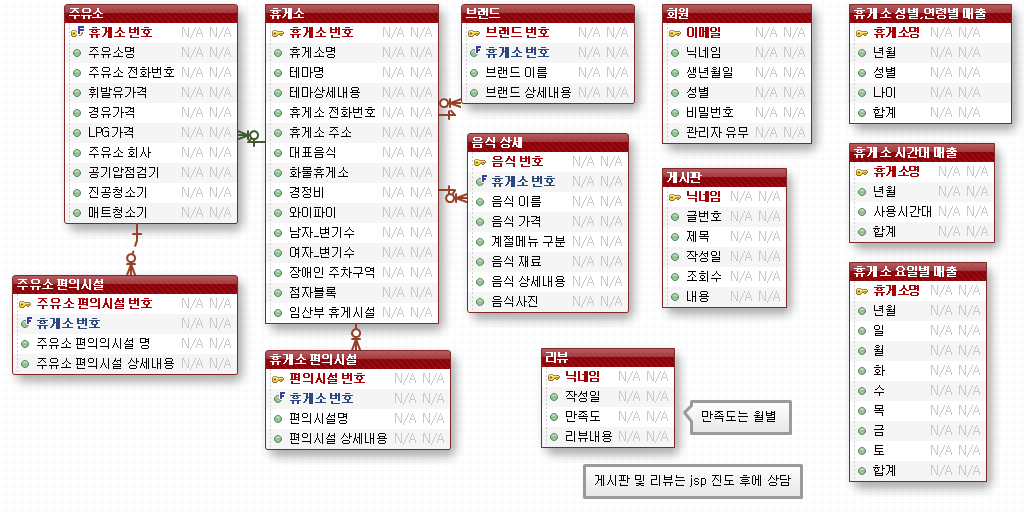 주유소
휴게소 번호 N/A N/A
주유소명 N/A N/A
주유소 전화번호 N/A N/A
휘발유가격 N/A N/A
경유가격 N/A N/A
LPG가격 N/A N/A
주유소 회사 N/A N/A
공기압점검기 N/A N/A
진공청소기 N/A N/A
매트청소기 N/A N/A
주유소 편의시설
주유소 편의시설 번호 N/A N/A
휴게소 번호 N/A N/A
주유소 편의의시설 명 N/A N/A
주유소 편의시설 상세내용 N/A N/A
휴게소
휴게소 번호 N/A N/A
휴게소명 N/A N/A
테마명 N/A N/A
테마상세내용 N/A N/A
휴게소 전화번호 N/A N/A
휴게소 주소 N/A N/A
대표음식 N/A N/A
화물휴게소 N/A N/A
경정비 N/A N/A
와이파이 N/A N/A
남자_변기수 N/A N/A
여자_변기수 N/A N/A
장애인 주차구역 N/A N/A
점자블록 N/A N/A
임산부 휴게시설 N/A N/A
휴게소 편의시설
편의시설 번호 N/A N/A
휴게소 번호 N/A N/A
편의시설명 N/A N/A
편의시설 상세내용 N/A N/A
브랜드
브랜드 번호 N/A N/A
휴게소 번호 N/A N/A
브랜드 이름 N/A N/A
브랜드 상세내용 N/A N/A
음식 상세
음식 번호 N/A N/A
휴게소 번호 N/A N/A
음식 이름 N/A N/A
음식 가격 N/A N/A
계절메뉴 구분 N/A N/A
음식 재료 N/A N/A
음식 상세내용 N/A N/A
음식사진 N/A N/A
리뷰
닉네임 N/A N/A
작성일 N/A N/A
만족도 N/A N/A
리뷰내용 N/A N/A
만족도는 월별
게시판 및 리뷰는 jsp 진도 후에 상담
회원
이메일 N/A N/A
닉네임 N/A N/A
생년월일 N/A N/A
성별 N/A N/A
비밀번호 N/A N/A
관리자 유무 N/A N/A
게시판
닉네임 N/A N/A
글번호 N/A N/A
제목 N/A N/A
작성일 N/A N/A
조회수 N/A N/A
내용 N/A N/A
휴게소 성별,연령별 매출
휴게소명 N/A N/A
년월 N/A N/A
성별 N/A N/A
나이 N/A N/A
합계 N/A N/A
휴게소 시간대 매출
휴게소명 N/A N/A
년월 N/A N/A
사용시간대 N/A N/A
합계 N/A N/A
휴게소 요일별 매출
휴게소명 N/A N/A
년월 N/A N/A
일 N/A N/A
월 N/A N/A
화 N/A N/A
수 N/A N/A
목 N/A N/A
금 N/A N/A
토 N/A N/A
합계 N/A N/A